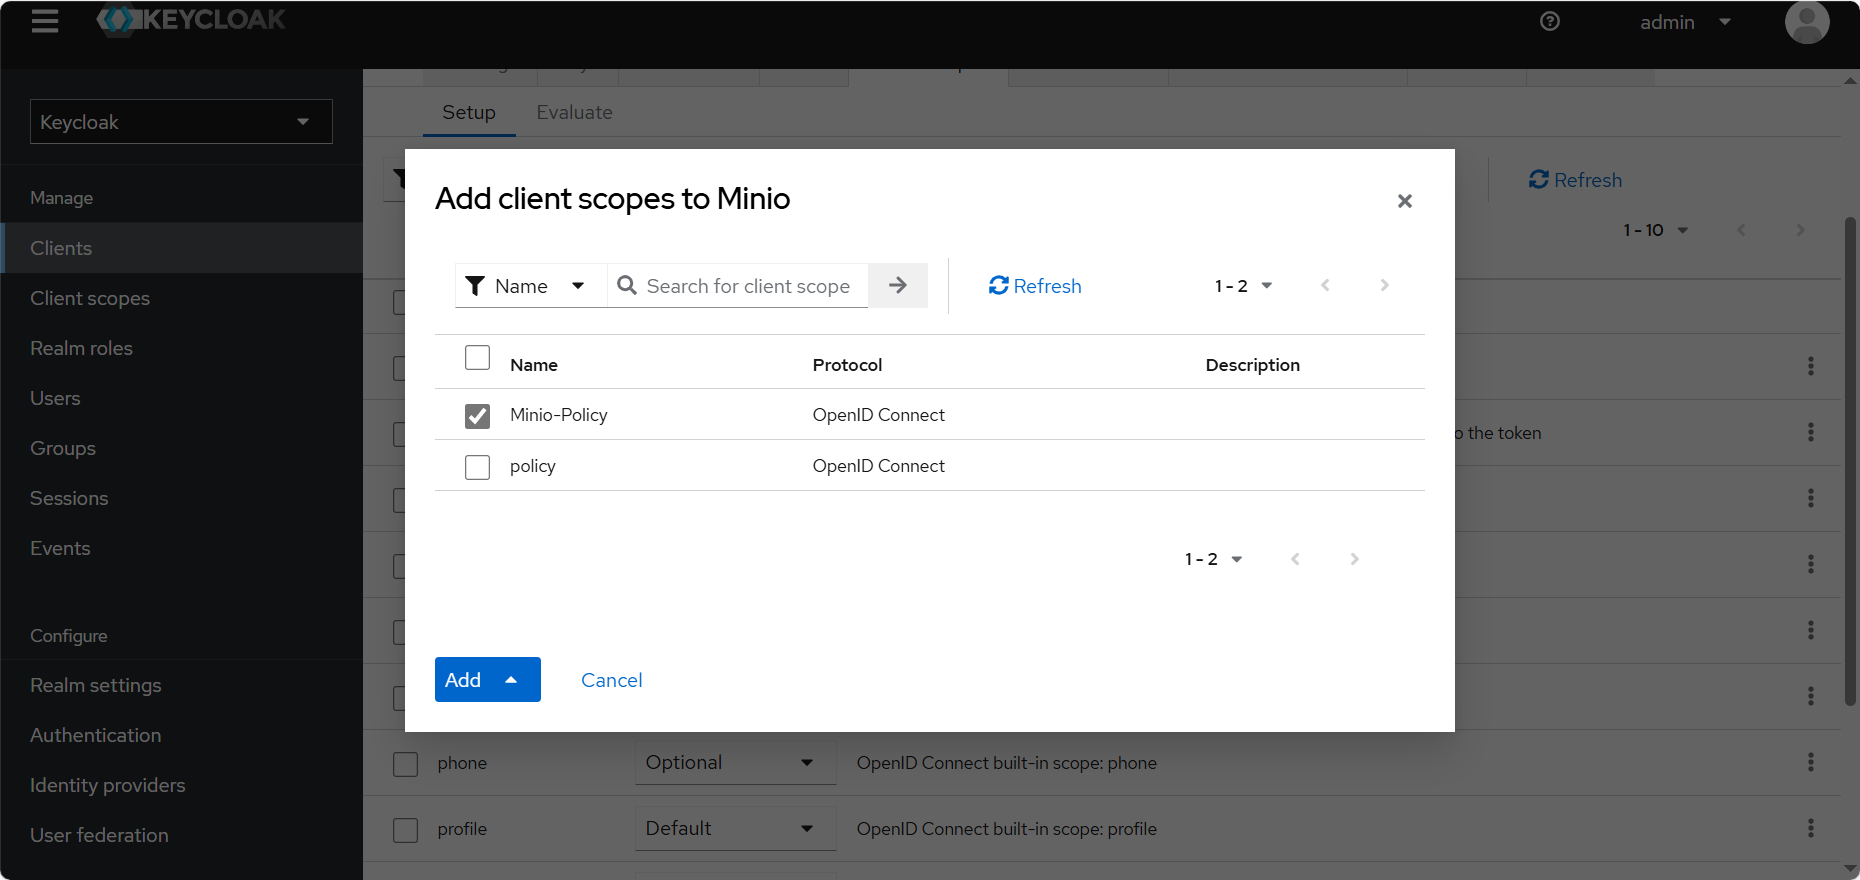 KEYCLOAK
admin
Keycloak
Manage
Clients
Client scopes
Realm roles
Users
Groups
Sessions
Events
Configure
Realm settings
Authentication
Identity providers
User federation
Setup Evaluate
Refresh
1 - 10
Add client scopes to Minio
Name Search for client scope Refresh 1 - 2
Name Protocol Description
Minio-Policy OpenID Connect
policy OpenID Connect
1 - 2
Add Cancel
o the token
phone Optional OpenID Connect built-in scope: phone
profile Default OpenID Connect built-in scope: profile